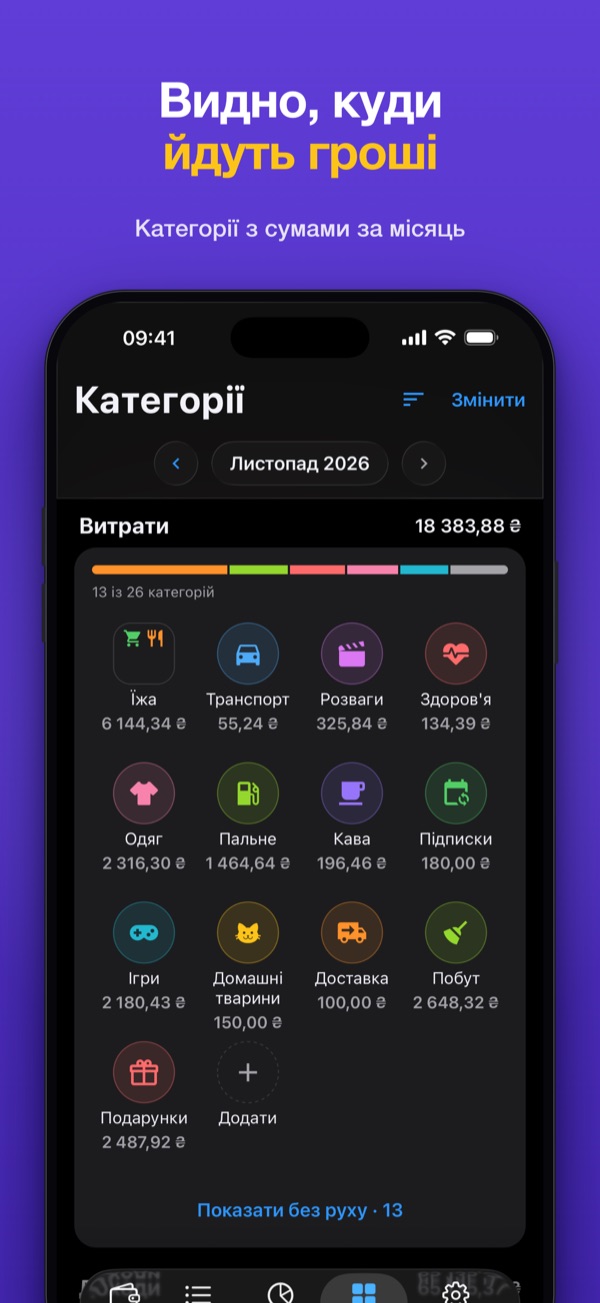 Видно, куди
йдуть гроші
Категорії з сумами за місяць
09:41
Категорії
Змінити
Листопад 2026
Витрати
18 383,88 ₴
13 із 26 категорій
Їжа
Транспорт
Розваги
Здоров'я
6 144,34 ₴
55,24 ₴
325,84 ₴
134,39 ₴
Одяг
Пальне
Кава
Підписки
2 316,30 ₴
1 464,64 ₴
196,46 ₴
180,00 ₴
Ігри
Домашні
тварини
Доставка
Побут
2 180,43 ₴
150,00 ₴
100,00 ₴
2 648,32 ₴
Подарунки
Додати
2 487,92 ₴
Показати без руху · 13